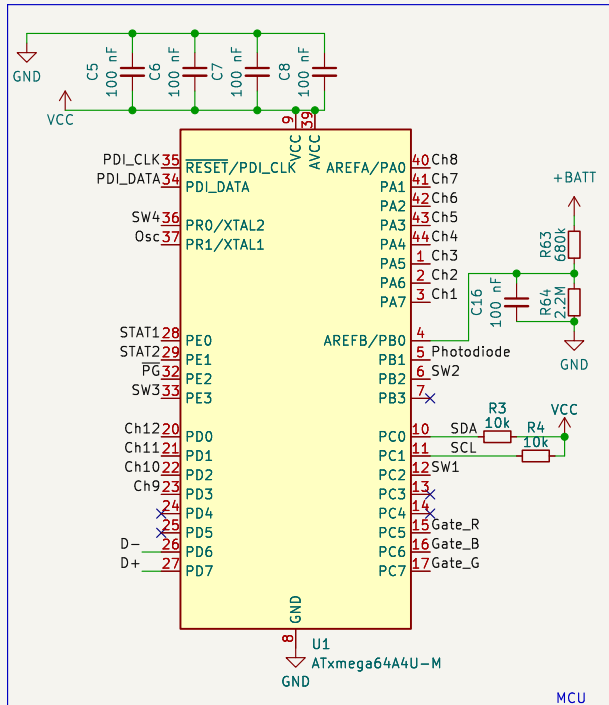 GND
C5
100 nF
C6
100 nF
C7
100 nF
C8
100 nF
VCC
9
VCC
39
AVCC
PDI_CLK 35 RESET/PDI_CLK
PDI_DATA 34 PDI_DATA
SW4 36 PR0/XTAL2
Osc 37 PR1/XTAL1
STAT1 28 PE0
STAT2 29 PE1
PG 32 PE2
SW3 33 PE3
Ch12 20 PD0
Ch11 21 PD1
Ch10 22 PD2
Ch9 23 PD3
24 PD4
25 PD5
D- 26 PD6
D+ 27 PD7
AREFA/PA0 40 Ch8
PA1 41 Ch7
PA2 42 Ch6
PA3 43 Ch5
PA4 44 Ch4
PA5 1 Ch3
PA6 2 Ch2
PA7 3 Ch1
AREFB/PB0 4
PB1 5 Photodiode
PB2 6 SW2
PB3 7
PC0 10 SDA
PC1 11 SCL
PC2 12 SW1
PC3 13
PC4 14
PC5 15 Gate_R
PC6 16 Gate_B
PC7 17 Gate_G
+BATT
R63
680k
C16
100 nF
R64
2.2M
GND
R3
10k
R4
10k
VCC
GND
8
GND
U1
ATxmega64A4U-M
MCU